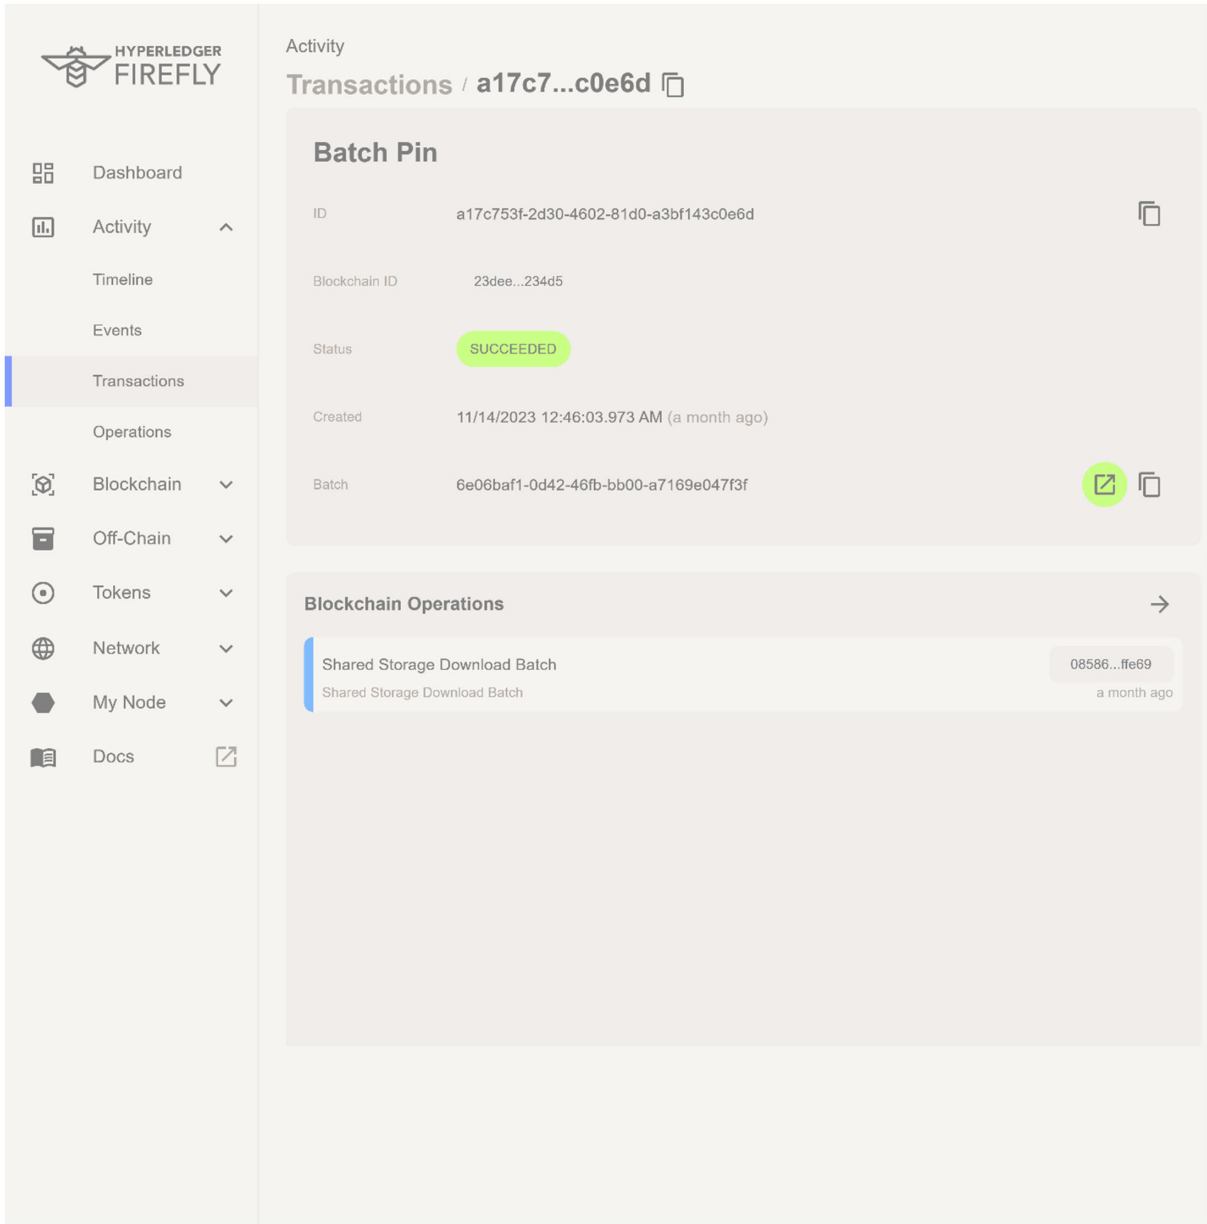 HYPERLEDGER
FIREFLY
Dashboard
Activity
Timeline
Events
Transactions
Operations
Blockchain
Off-Chain
Tokens
Network
My Node
Docs
Activity
Transactions / a17c7...c0e6d
Batch Pin
ID a17c753f-2d30-4602-81d0-a3bf143c0e6d
Blockchain ID 23dee...234d5
Status SUCCEEDED
Created 11/14/2023 12:46:03.973 AM (a month ago)
Batch 6e06baf1-0d42-46fb-bb00-a7169e047f3f
Blockchain Operations
Shared Storage Download Batch 08586...ffe69
Shared Storage Download Batch a month ago